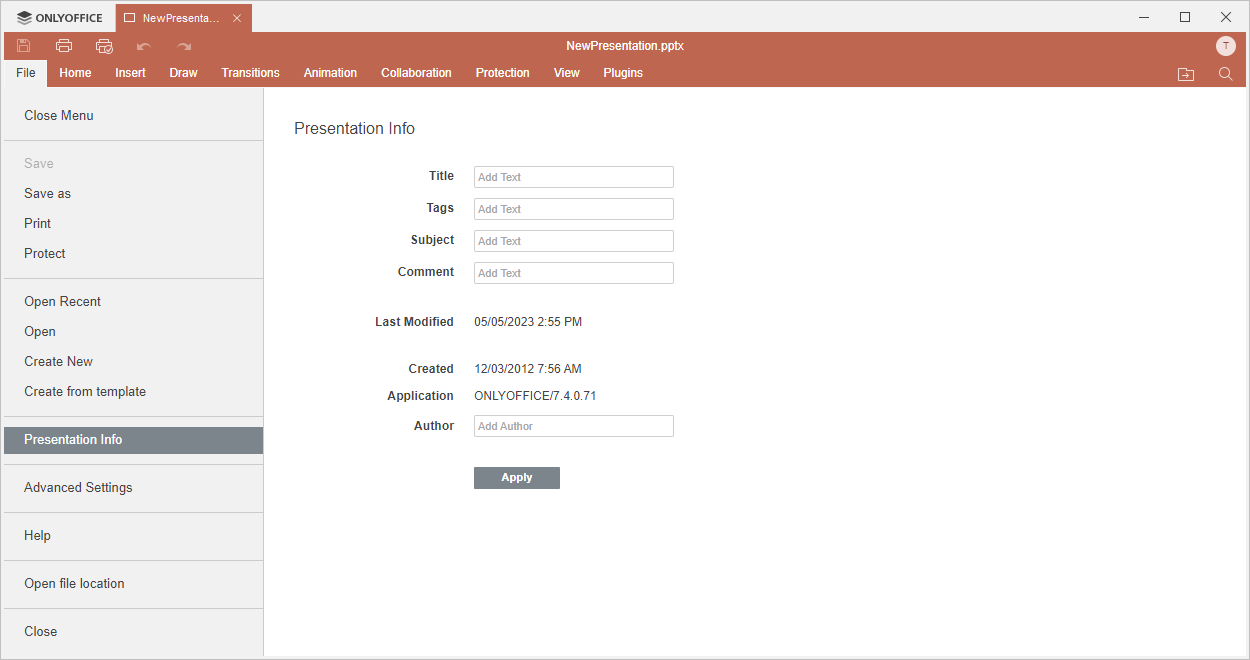 ONLYOFFICE
NewPresenta...
NewPresentation.pptx
T
File Home Insert Draw Transitions Animation Collaboration Protection View Plugins
Close Menu
Save
Save as
Print
Protect
Open Recent
Open
Create New
Create from template
Presentation Info
Advanced Settings
Help
Open file location
Close
Presentation Info
Title Add Text
Tags Add Text
Subject Add Text
Comment Add Text
Last Modified 05/05/2023 2:55 PM
Created 12/03/2012 7:56 AM
Application ONLYOFFICE/7.4.0.71
Author Add Author
Apply